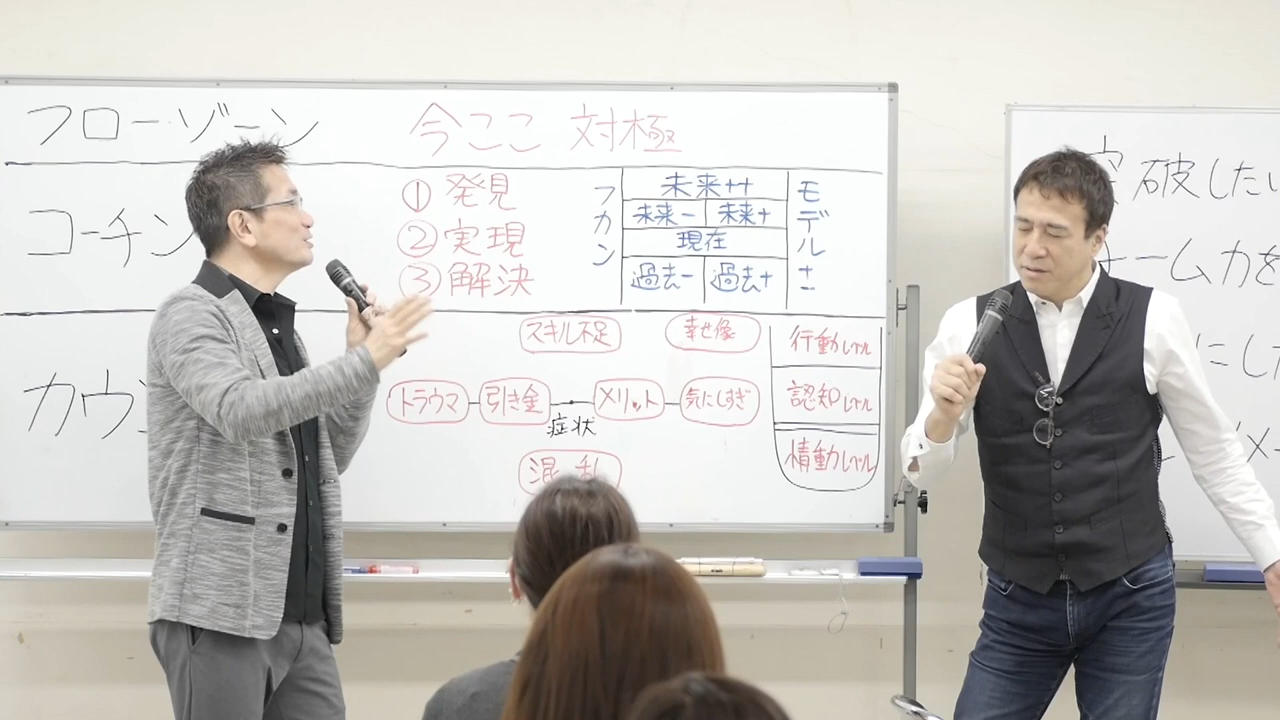 フロー・ゾーン 今ここ 対極
コーチン
① 発見
② 実現
③ 解決
フカン
未来++
未来− 未来+
現在
過去− 過去+
モデル+−
カウ
スキル不足 幸せ像
トラウマ 引き金 メリット 気にしすぎ
症状
混乱
行動レベル
認知レベル
情動レベル
破したい
チーム力を
にした